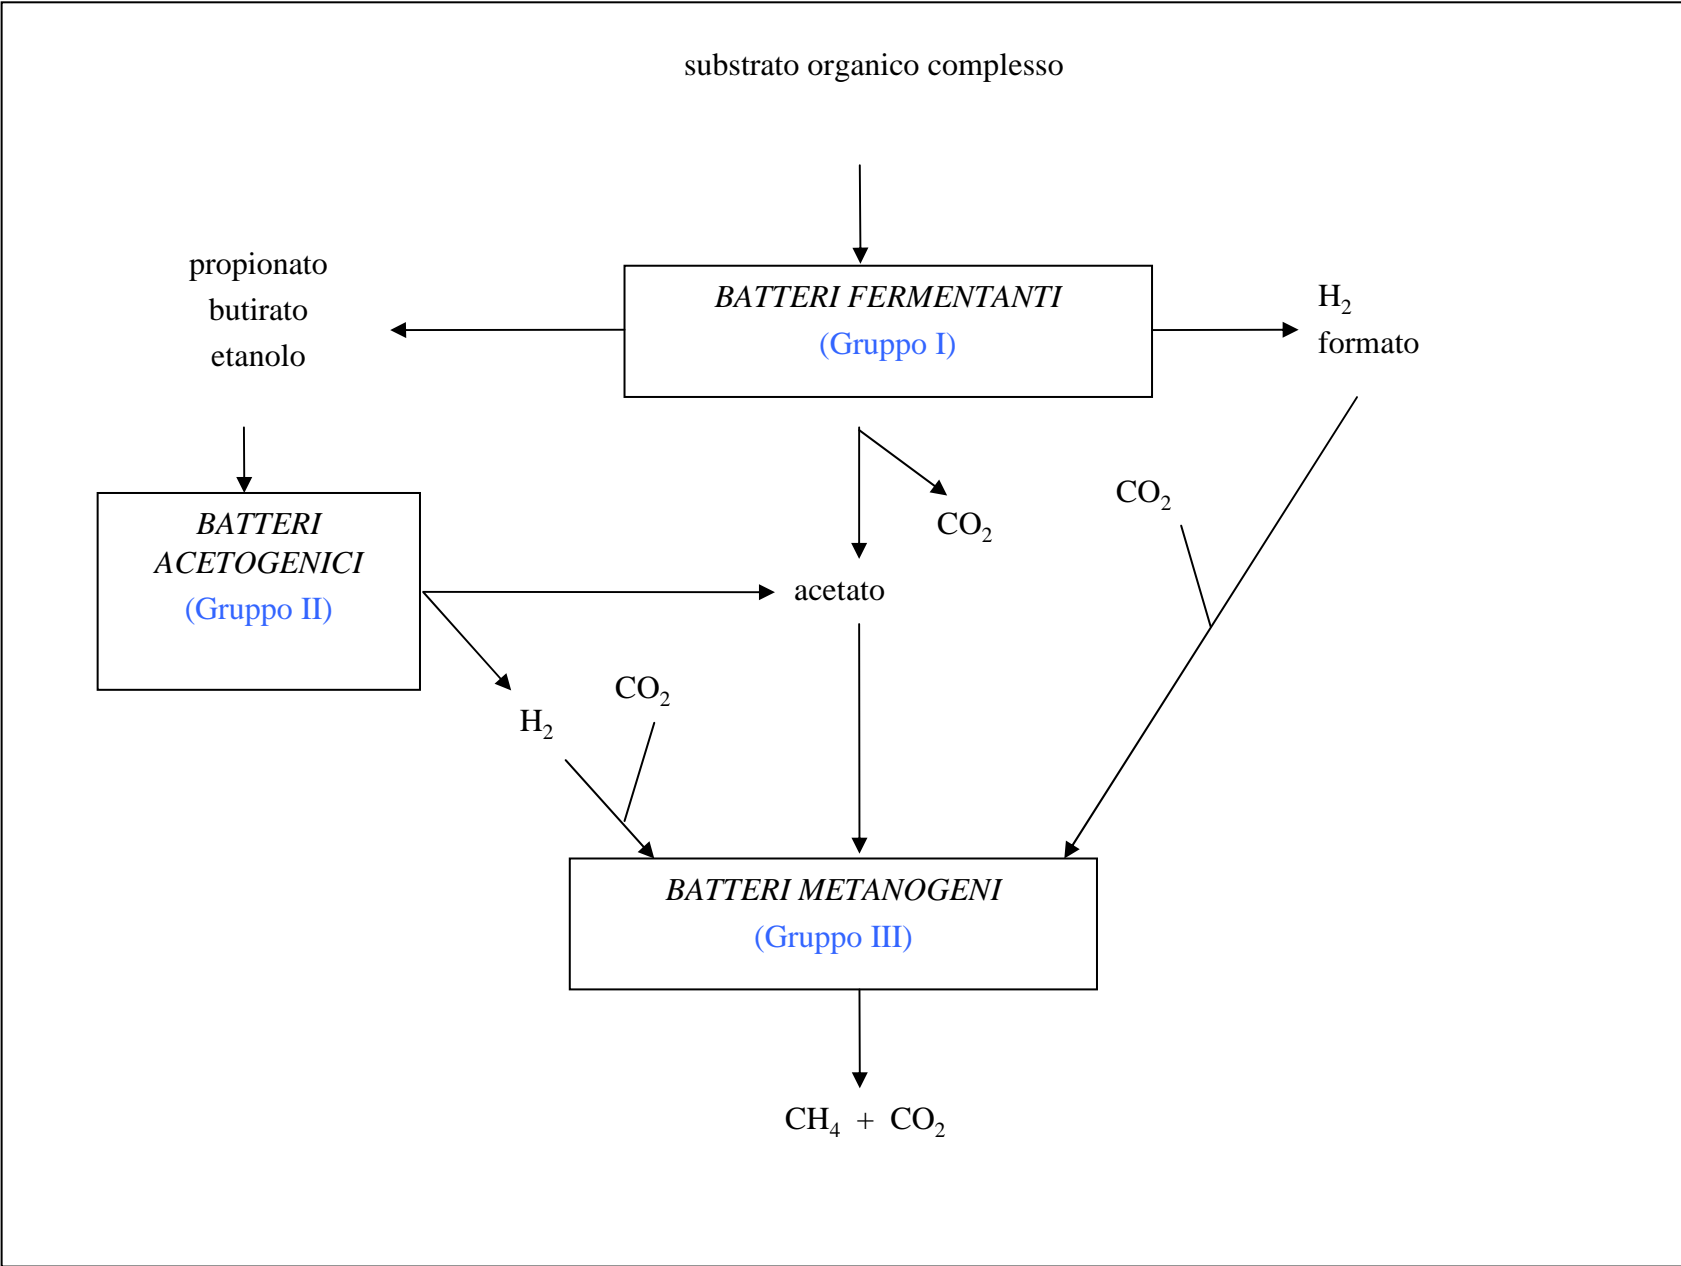 substrato organico complesso
propionato
butirato
etanolo
BATTERI FERMENTANTI
(Gruppo I)
H₂
formato
BATTERI
ACETOGENICI
(Gruppo II)
CO₂
CO₂
acetato
CO₂
H₂
BATTERI METANOGENI
(Gruppo III)
CH₄ + CO₂